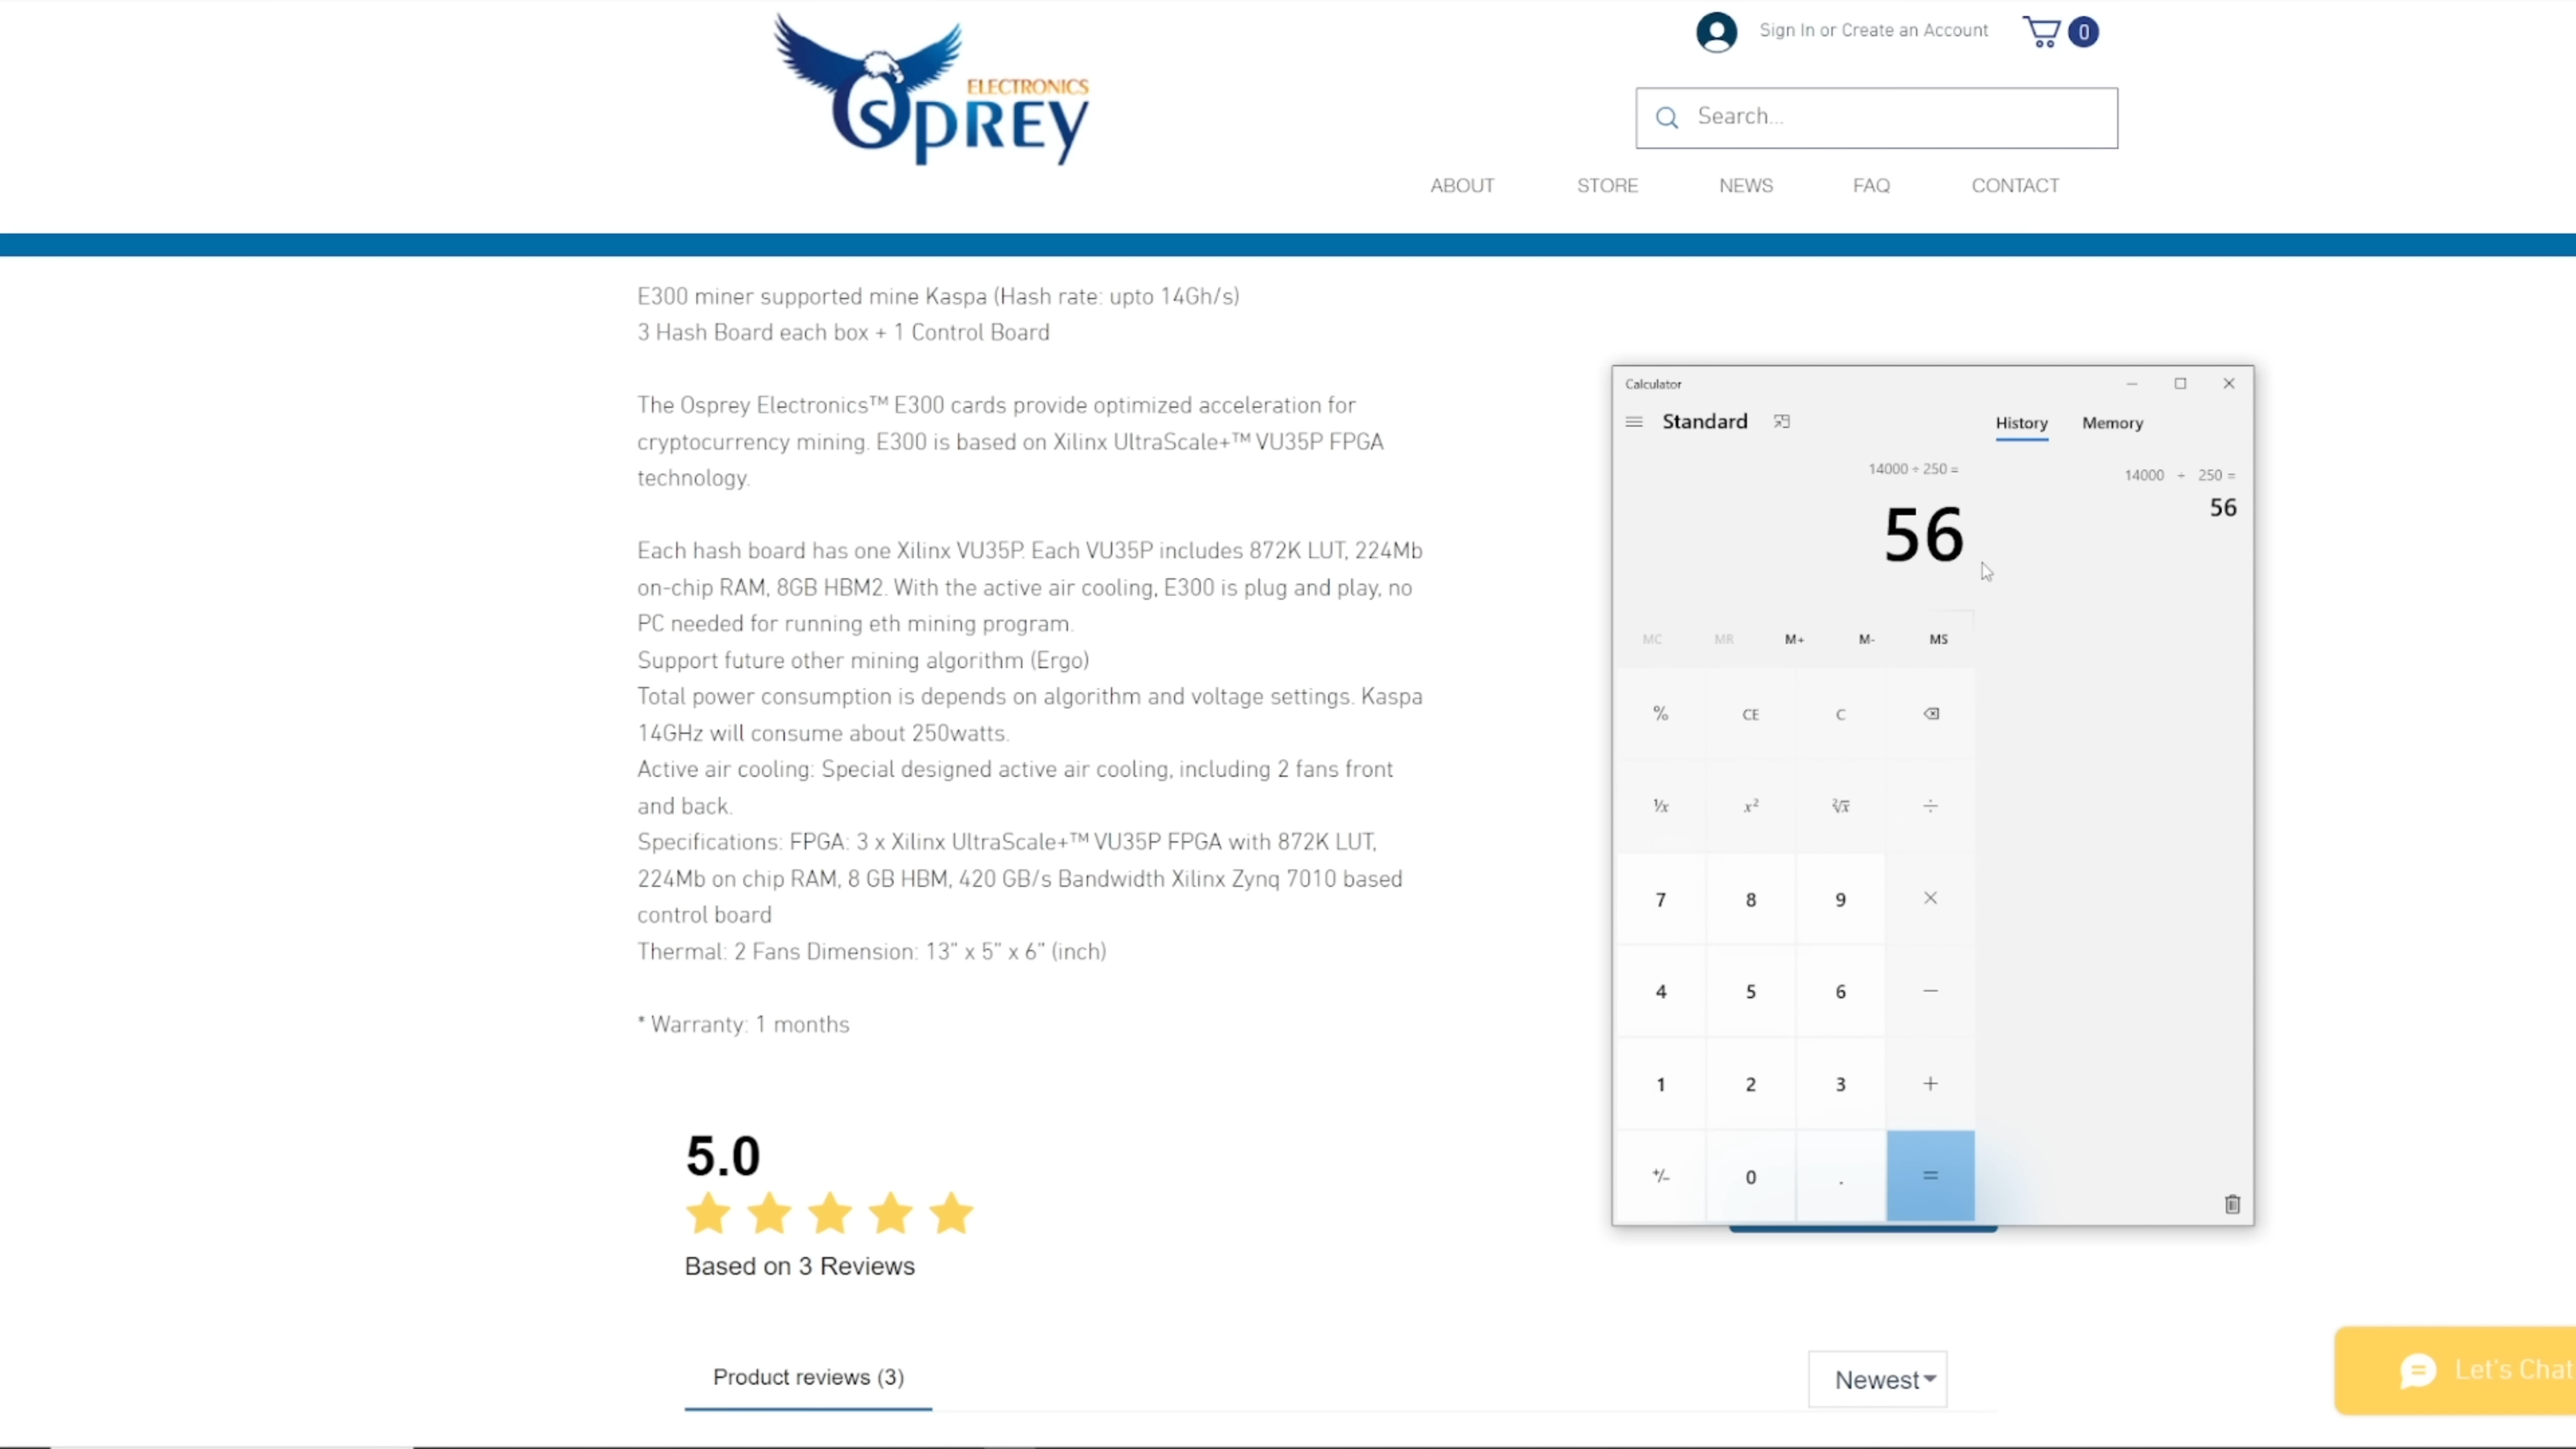 OSPREY
ELECTRONICS
Sign In or Create an Account
0
Search...
ABOUT
STORE
NEWS
FAQ
CONTACT
E300 miner supported mine Kaspa (Hash rate: upto 14Gh/s)
3 Hash Board each box + 1 Control Board
The Osprey Electronics™ E300 cards provide optimized acceleration for
cryptocurrency mining. E300 is based on Xilinx UltraScale+™ VU35P FPGA
technology.
Each hash board has one Xilinx VU35P. Each VU35P includes 872K LUT, 224Mb
on-chip RAM, 8GB HBM2. With the active air cooling, E300 is plug and play, no
PC needed for running eth mining program.
Support future other mining algorithm (Ergo)
Total power consumption is depends on algorithm and voltage settings. Kaspa
14GHz will consume about 250watts.
Active air cooling: Special designed active air cooling, including 2 fans front
and back.
Specifications: FPGA: 3 x Xilinx UltraScale+™ VU35P FPGA with 872K LUT,
224Mb on chip RAM, 8 GB HBM, 420 GB/s Bandwidth Xilinx Zynq 7010 based
control board
Thermal: 2 Fans Dimension: 13" x 5" x 6" (inch)
* Warranty: 1 months
5.0
Based on 3 Reviews
Product reviews (3)
Newest
Let's Chat
Calculator
Standard
History
Memory
14000 ÷ 250 =
56
14000 ÷ 250 =
56
MC MR M+ M- MS
% CE C
¹/x x² ²√x ÷
7 8 9 ×
4 5 6 −
1 2 3 +
+/− 0 . =